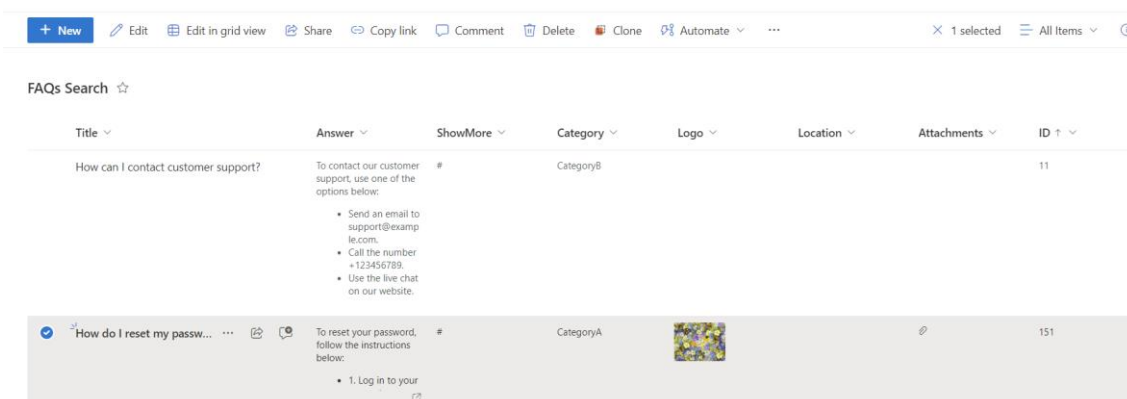 + New Edit Edit in grid view Share Copy link Comment Delete Clone Automate ... 1 selected All Items
FAQs Search
Title Answer ShowMore Category Logo Location Attachments ID
How can I contact customer support? To contact our customer # CategoryB 11
support, use one of the
options below:
• Send an email to
support@examp
le.com.
• Call the number
+123456789.
• Use the live chat
on our website.
How do I reset my passw... ... To reset your password, # CategoryA 151
follow the instructions
below:
• 1. Log in to your